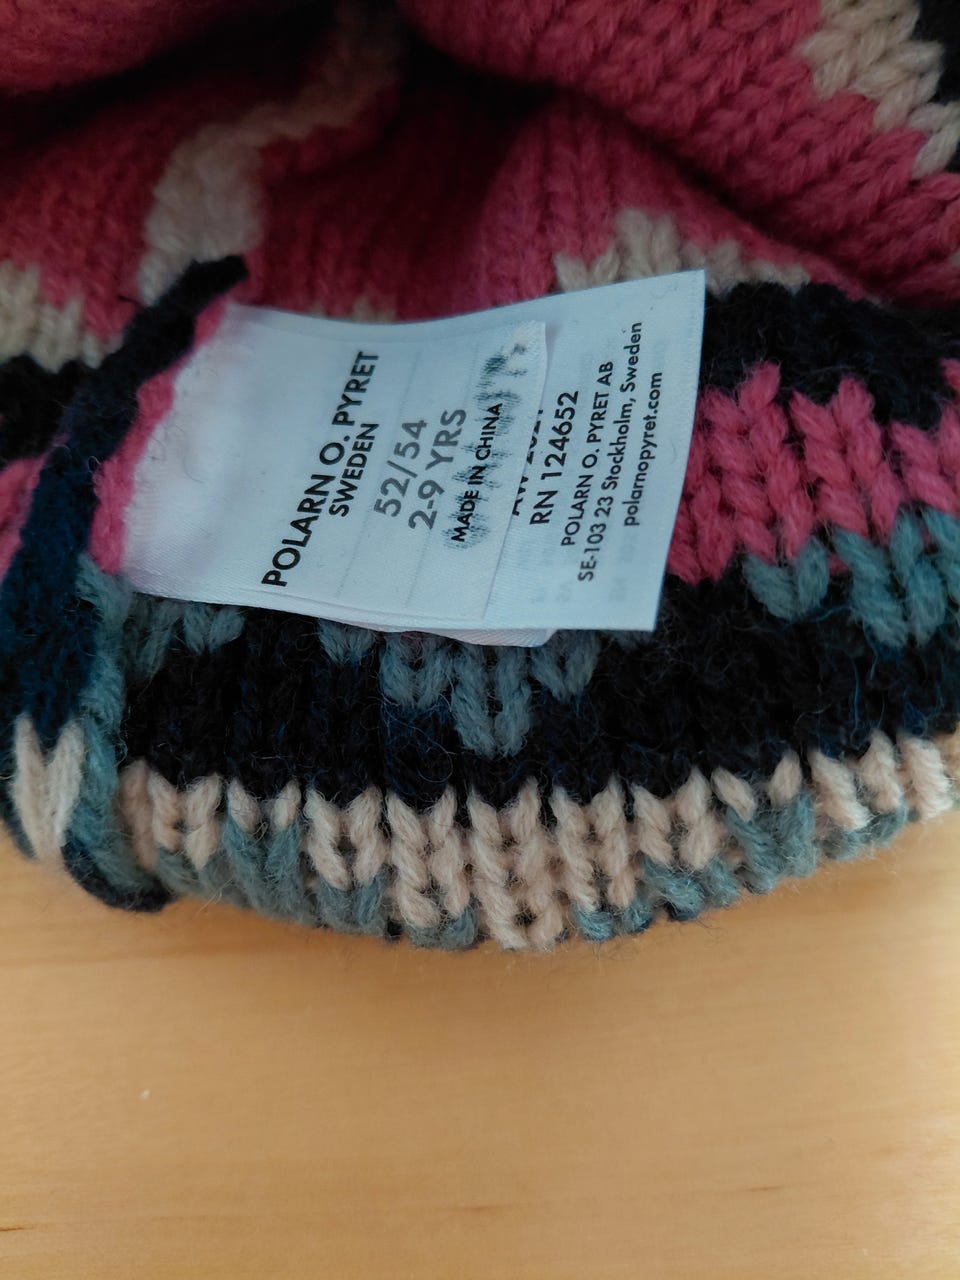 POLARN O. PYRET
SWEDEN
52/54
2-9 YRS
MADE IN CHINA
RN 124652
POLARN O. PYRET AB
SE-103 23 Stockholm, Sweden
polarnopyret.com